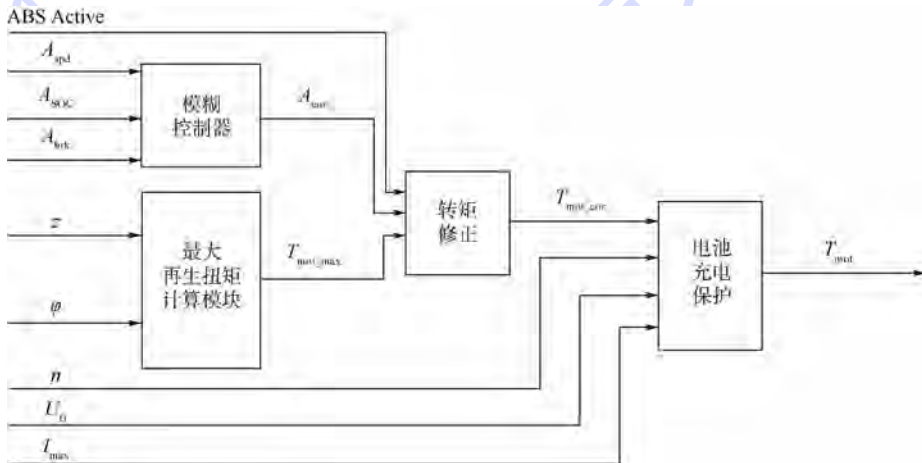 ABS Active
A_spd
A_SOC
A_brk
模糊
控制器
A_mot
z
φ
最大
再生扭矩
计算模块
T_mot_max
转矩
修正
T_mot_cor
n
U_0
I_max
电池
充电
保护
T_mot